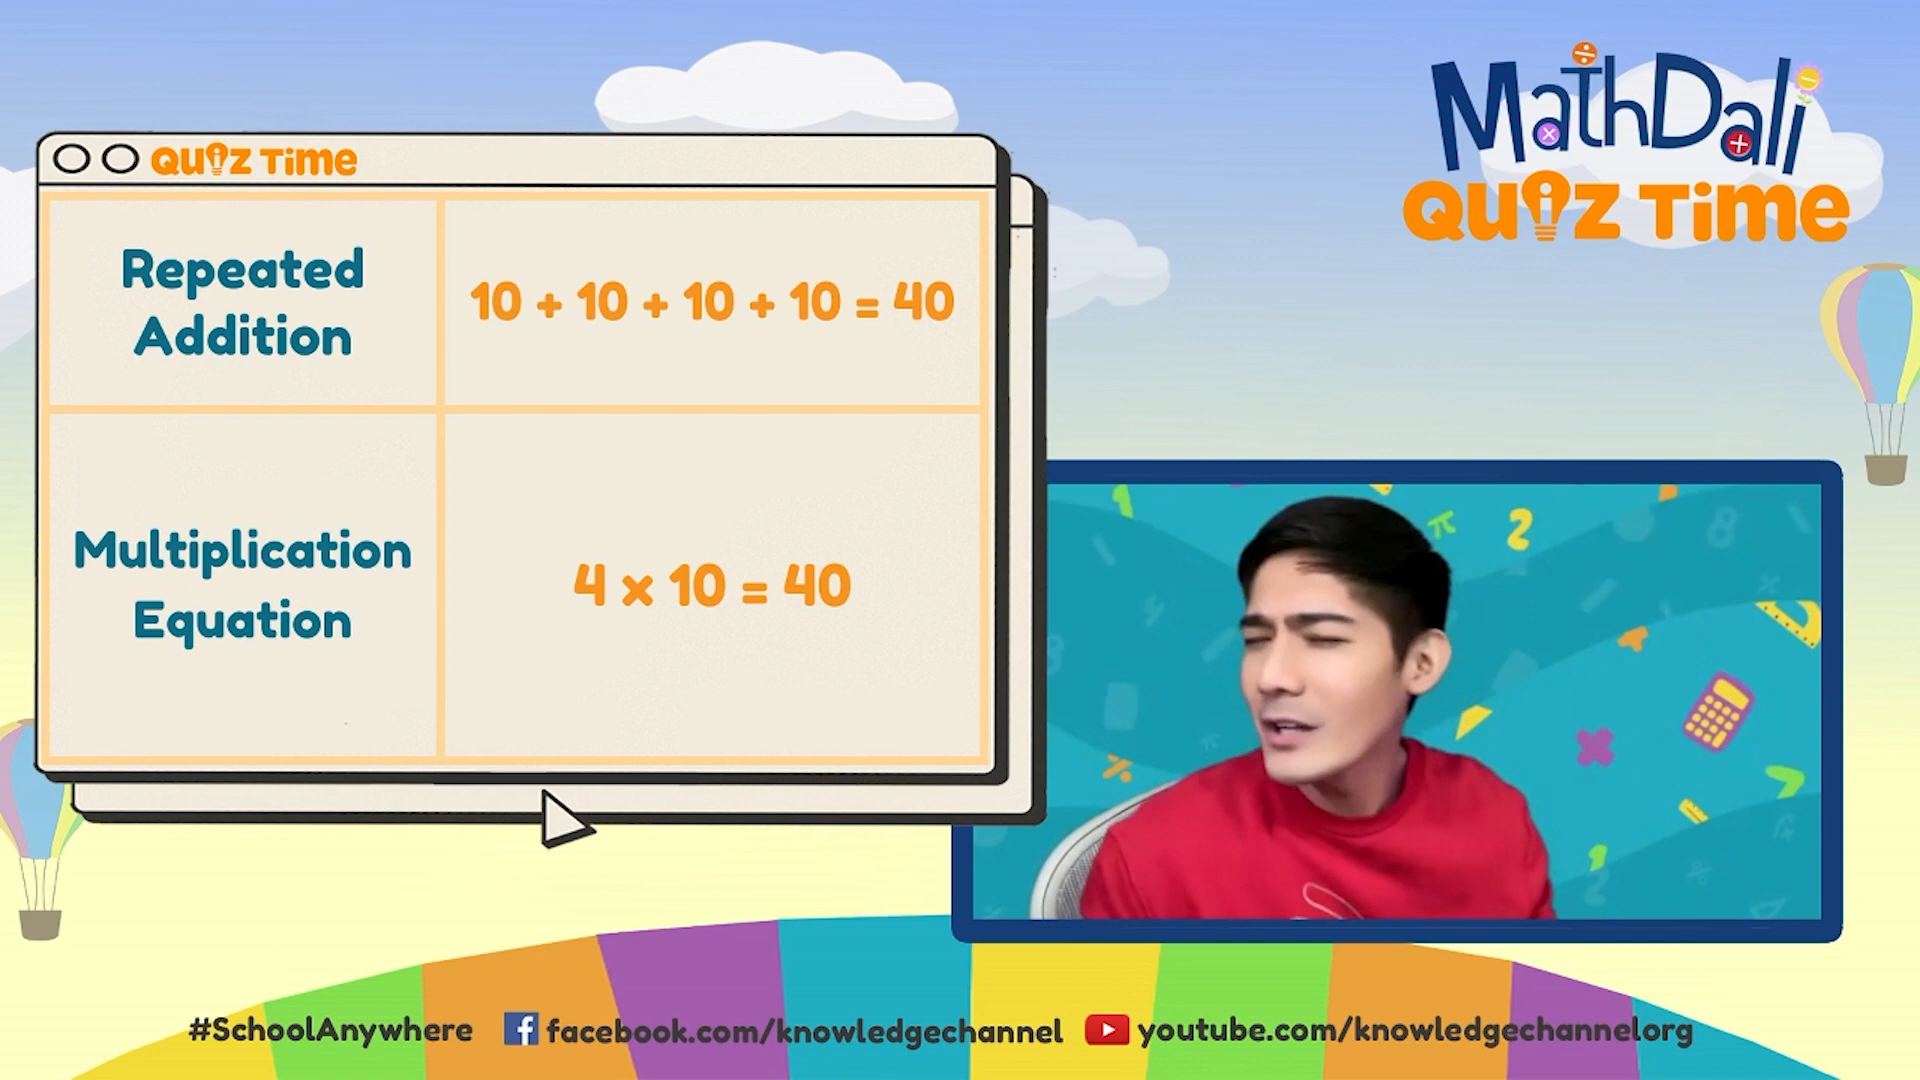 MathDali
QUIZ TIME
QUIZ TIME
Repeated
Addition
10 + 10 + 10 + 10 = 40
Multiplication
Equation
4 x 10 = 40
#SchoolAnywhere facebook.com/knowledgechannel youtube.com/knowledgechannelorg